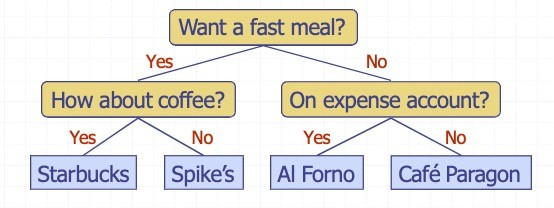 Want a fast meal?
Yes
No
How about coffee?
On expense account?
Yes
No
Yes
No
Starbucks
Spike’s
Al Forno
Café Paragon